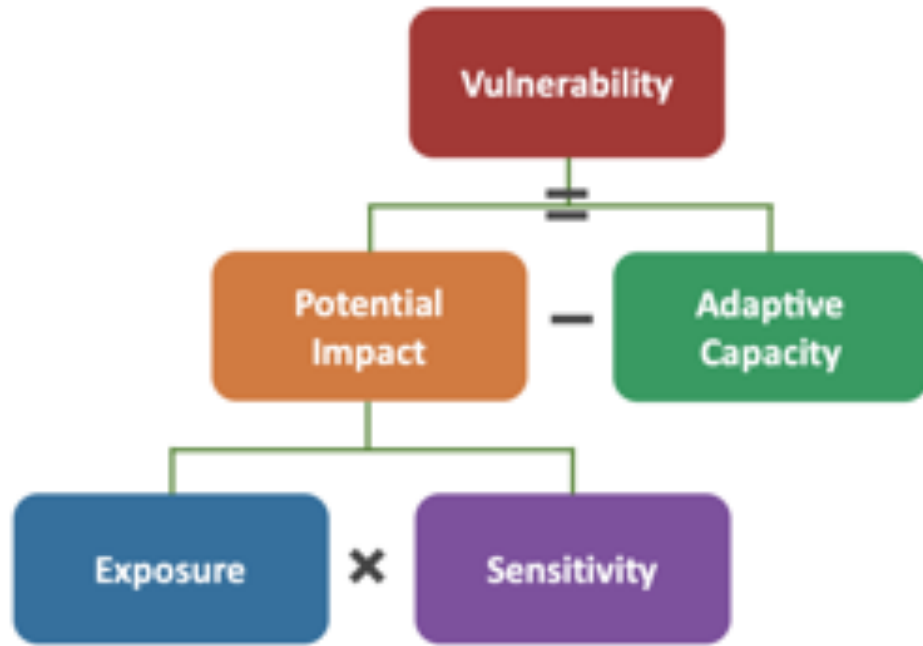 Vulnerability
=
Potential
Impact
–
Adaptive
Capacity
Exposure
×
Sensitivity